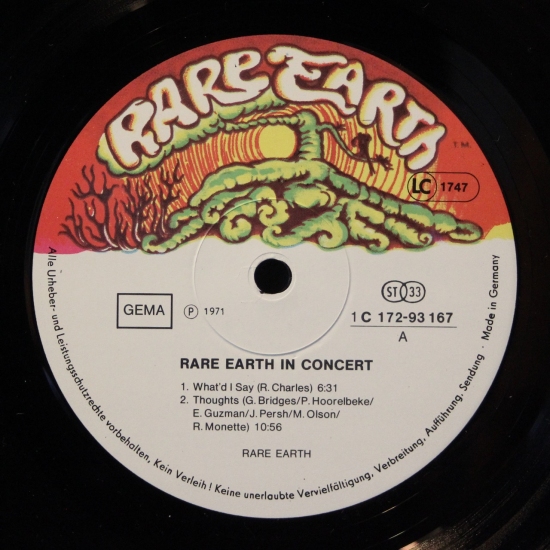 RARE EARTH
T.M.
LC 1747
GEMA
P 1971
ST 33
1 C 172-93 167
A
RARE EARTH IN CONCERT
1. What'd I Say (R. Charles) 6:31
2. Thoughts (G. Bridges/P. Hoorelbeke/
E. Guzman/J. Persh/M. Olson/
R. Monette) 10:56
RARE EARTH
Alle Urheber- und Leistungsschutzrechte vorbehalten, Kein Verleih! Keine unerlaubte Vervielfältigung, Verbreitung, Aufführung, Sendung · Made in Germany